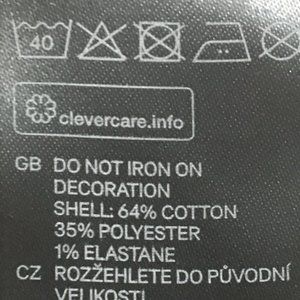 40
clevercare.info
GB DO NOT IRON ON
DECORATION
SHELL: 64% COTTON
35% POLYESTER
1% ELASTANE
CZ ROZŽEHLETE DO PŮVODNÍ
VELIKOSTI